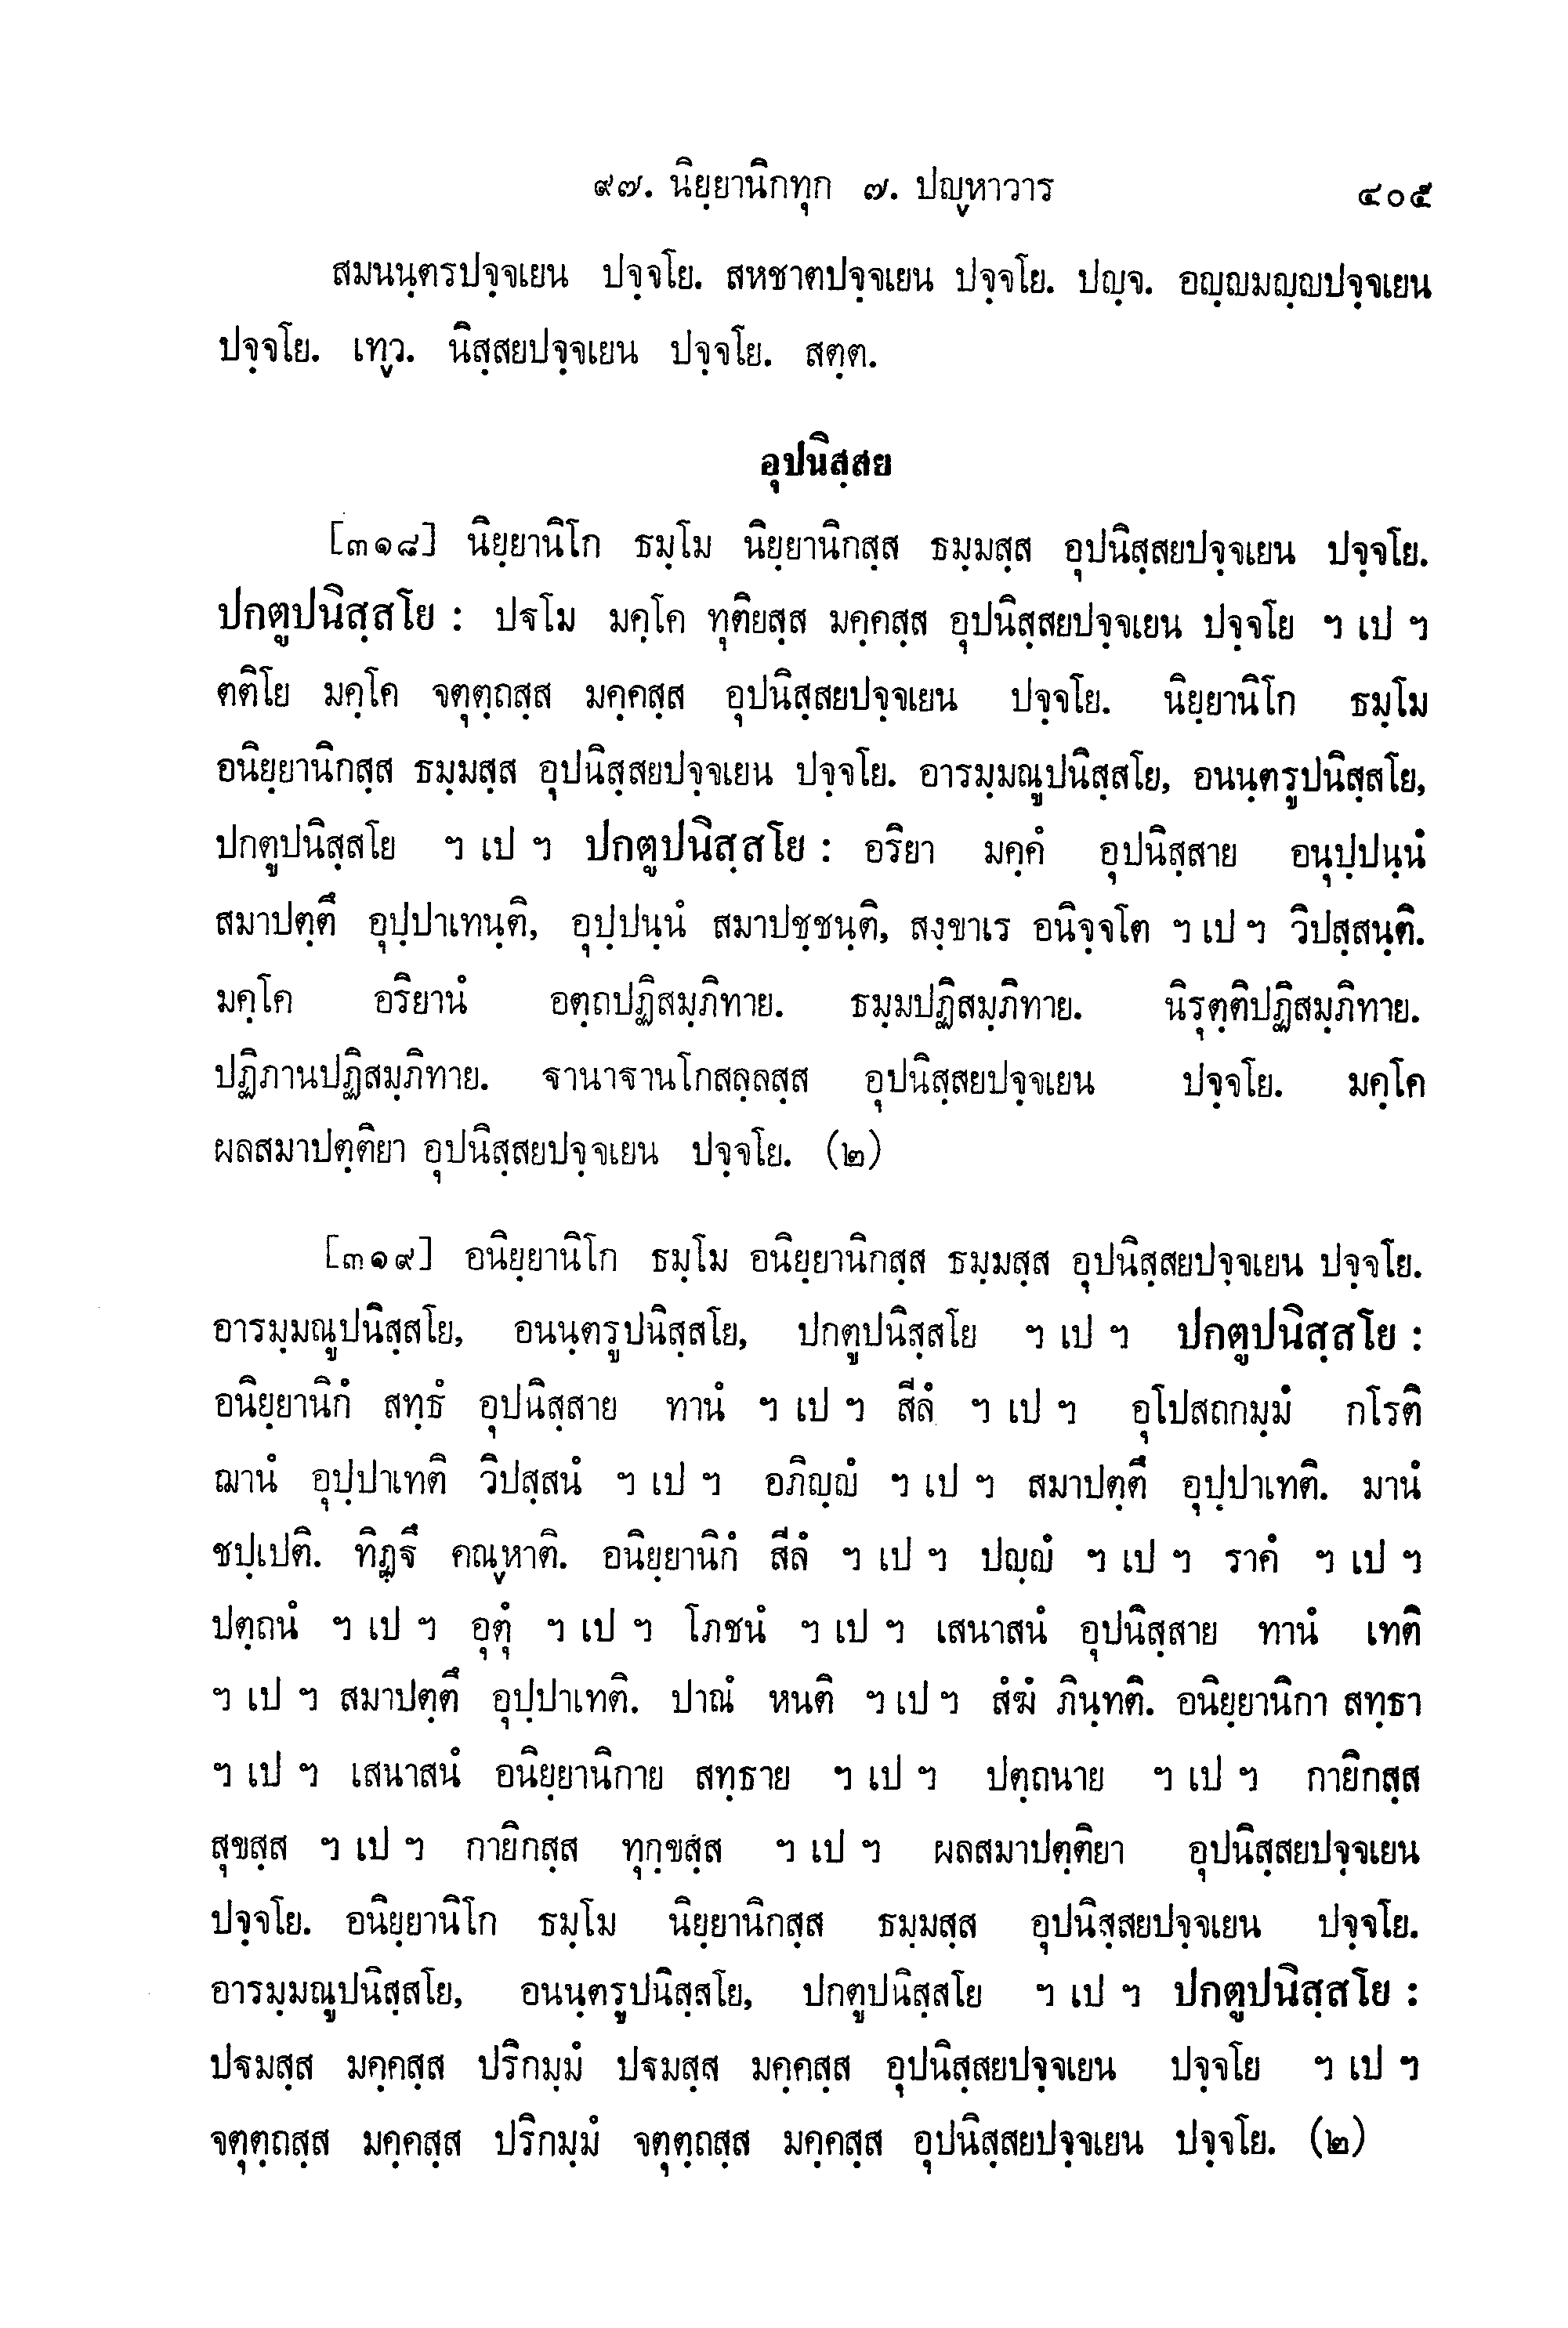 ๙๗. นิยฺยานิกทุก ๗. ปญฺหาวาร ๔๐๕
สมนนฺตรปจฺจเยน ปจฺจโย. สหชาตปจฺจเยน ปจฺจโย. ปญฺจ. อญฺญมญฺญปจฺจเยน
ปจฺจโย. เทฺว. นิสฺสยปจฺจเยน ปจฺจโย. สตฺต.
อุปนิสฺสย
[๓๑๘] นิยฺยานิโก ธมฺโม นิยฺยานิกสฺส ธมฺมสฺส อุปนิสฺสยปจฺจเยน ปจฺจโย.
ปกตูปนิสฺสโย : ปฐโม มคฺโค ทุติยสฺส มคฺคสฺส อุปนิสฺสยปจฺจเยน ปจฺจโย ฯ เป ฯ
ตติโย มคฺโค จตุตฺถสฺส มคฺคสฺส อุปนิสฺสยปจฺจเยน ปจฺจโย. นิยฺยานิโก ธมฺโม
อนิยฺยานิกสฺส ธมฺมสฺส อุปนิสฺสยปจฺจเยน ปจฺจโย. อารมฺมณูปนิสฺสโย, อนนฺตรูปนิสฺสโย,
ปกตูปนิสฺสโย ฯ เป ฯ ปกตูปนิสฺสโย : อริยา มคฺคํ อุปนิสฺสาย อนุปฺปนฺนํ
สมาปตฺตึ อุปฺปาเทนฺติ, อุปฺปนฺนํ สมาปชฺชนฺติ, สงฺขาเร อนิจฺจโต ฯ เป ฯ วิปสฺสนฺติ.
มคฺโค อริยานํ อตฺถปฏิสมฺภิทาย. ธมฺมปฏิสมฺภิทาย. นิรุตฺติปฏิสมฺภิทาย.
ปฏิภานปฏิสมฺภิทาย. ฐานาฐานโกสลฺลสฺส อุปนิสฺสยปจฺจเยน ปจฺจโย. มคฺโค
ผลสมาปตฺติยา อุปนิสฺสยปจฺจเยน ปจฺจโย. (๒)
[๓๑๙] อนิยฺยานิโก ธมฺโม อนิยฺยานิกสฺส ธมฺมสฺส อุปนิสฺสยปจฺจเยน ปจฺจโย.
อารมฺมณูปนิสฺสโย, อนนฺตรูปนิสฺสโย, ปกตูปนิสฺสโย ฯ เป ฯ ปกตูปนิสฺสโย :
อนิยฺยานิกํ สทฺธํ อุปนิสฺสาย ทานํ ฯ เป ฯ สีลํ ฯ เป ฯ อุโปสถกมฺมํ กโรติ
ฌานํ อุปฺปาเทติ วิปสฺสนํ ฯ เป ฯ อภิญฺญํ ฯ เป ฯ สมาปตฺตึ อุปฺปาเทติ. มานํ
ชปฺเปติ. ทิฏฺฐึ คณฺหาติ. อนิยฺยานิกํ สีลํ ฯ เป ฯ ปญฺญํ ฯ เป ฯ ราคํ ฯ เป ฯ
ปตฺถนํ ฯ เป ฯ อุตุํ ฯ เป ฯ โภชนํ ฯ เป ฯ เสนาสนํ อุปนิสฺสาย ทานํ เทติ
ฯ เป ฯ สมาปตฺตึ อุปฺปาเทติ. ปาณํ หนติ ฯ เป ฯ สํฆํ ภินฺทติ. อนิยฺยานิกา สทฺธา
ฯ เป ฯ เสนาสนํ อนิยฺยานิกาย สทฺธาย ฯ เป ฯ ปตฺถนาย ฯ เป ฯ กายิกสฺส
สุขสฺส ฯ เป ฯ กายิกสฺส ทุกฺขสฺส ฯ เป ฯ ผลสมาปตฺติยา อุปนิสฺสยปจฺจเยน
ปจฺจโย. อนิยฺยานิโก ธมฺโม นิยฺยานิกสฺส ธมฺมสฺส อุปนิสฺสยปจฺจเยน ปจฺจโย.
อารมฺมณูปนิสฺสโย, อนนฺตรูปนิสฺสโย, ปกตูปนิสฺสโย ฯ เป ฯ ปกตูปนิสฺสโย :
ปฐมสฺส มคฺคสฺส ปริกมฺมํ ปฐมสฺส มคฺคสฺส อุปนิสฺสยปจฺจเยน ปจฺจโย ฯ เป ฯ
จตุตฺถสฺส มคฺคสฺส ปริกมฺมํ จตุตฺถสฺส มคฺคสฺส อุปนิสฺสยปจฺจเยน ปจฺจโย. (๒)